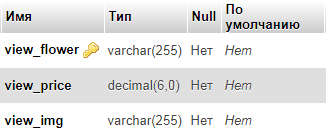 Имя Тип Null По умолчанию
view_flower varchar(255) Нет Нет
view_price decimal(6,0) Нет Нет
view_img varchar(255) Нет Нет